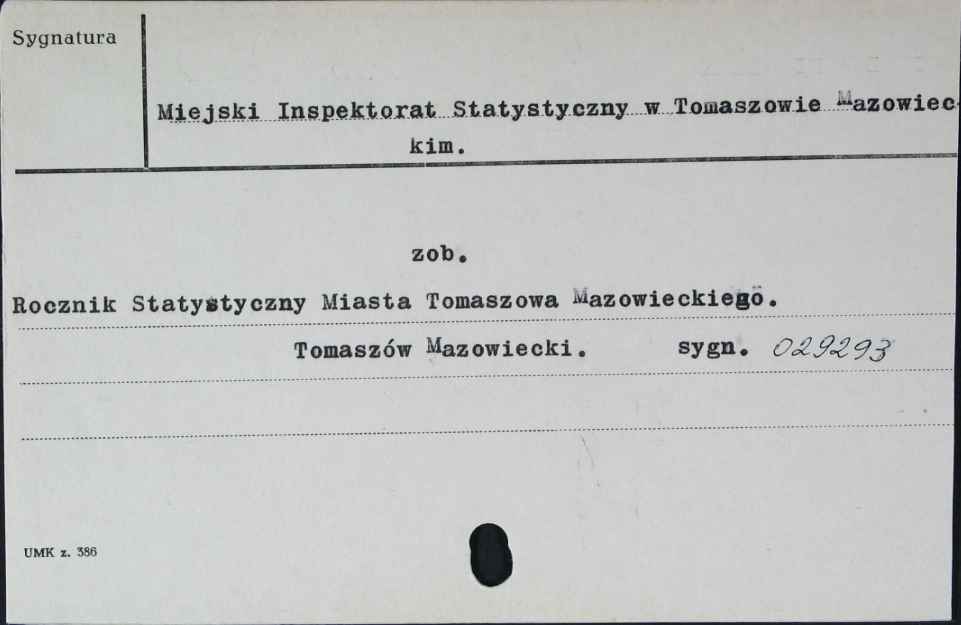 Sygnatura
Miejski Inspektorat Statystyczny w Tomaszowie Mazowiec-
kim.
zob.
Rocznik Statystyczny Miasta Tomaszowa Mazowieckiego.
Tomaszów Mazowiecki. sygn. 029293
UMK z. 386